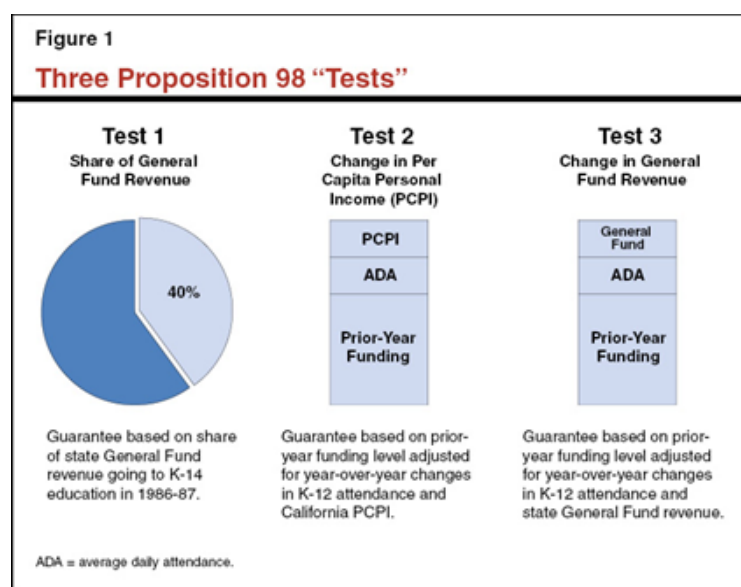 Figure 1
Three Proposition 98 “Tests”
Test 1
Share of General
Fund Revenue
40%
Guarantee based on share
of state General Fund
revenue going to K-14
education in 1986-87.
Test 2
Change in Per
Capita Personal
Income (PCPI)
PCPI
ADA
Prior-Year
Funding
Guarantee based on prior-
year funding level adjusted
for year-over-year changes
in K-12 attendance and
California PCPI.
Test 3
Change in General
Fund Revenue
General
Fund
ADA
Prior-Year
Funding
Guarantee based on prior-
year funding level adjusted
for year-over-year changes
in K-12 attendance and
state General Fund revenue.
ADA = average daily attendance.